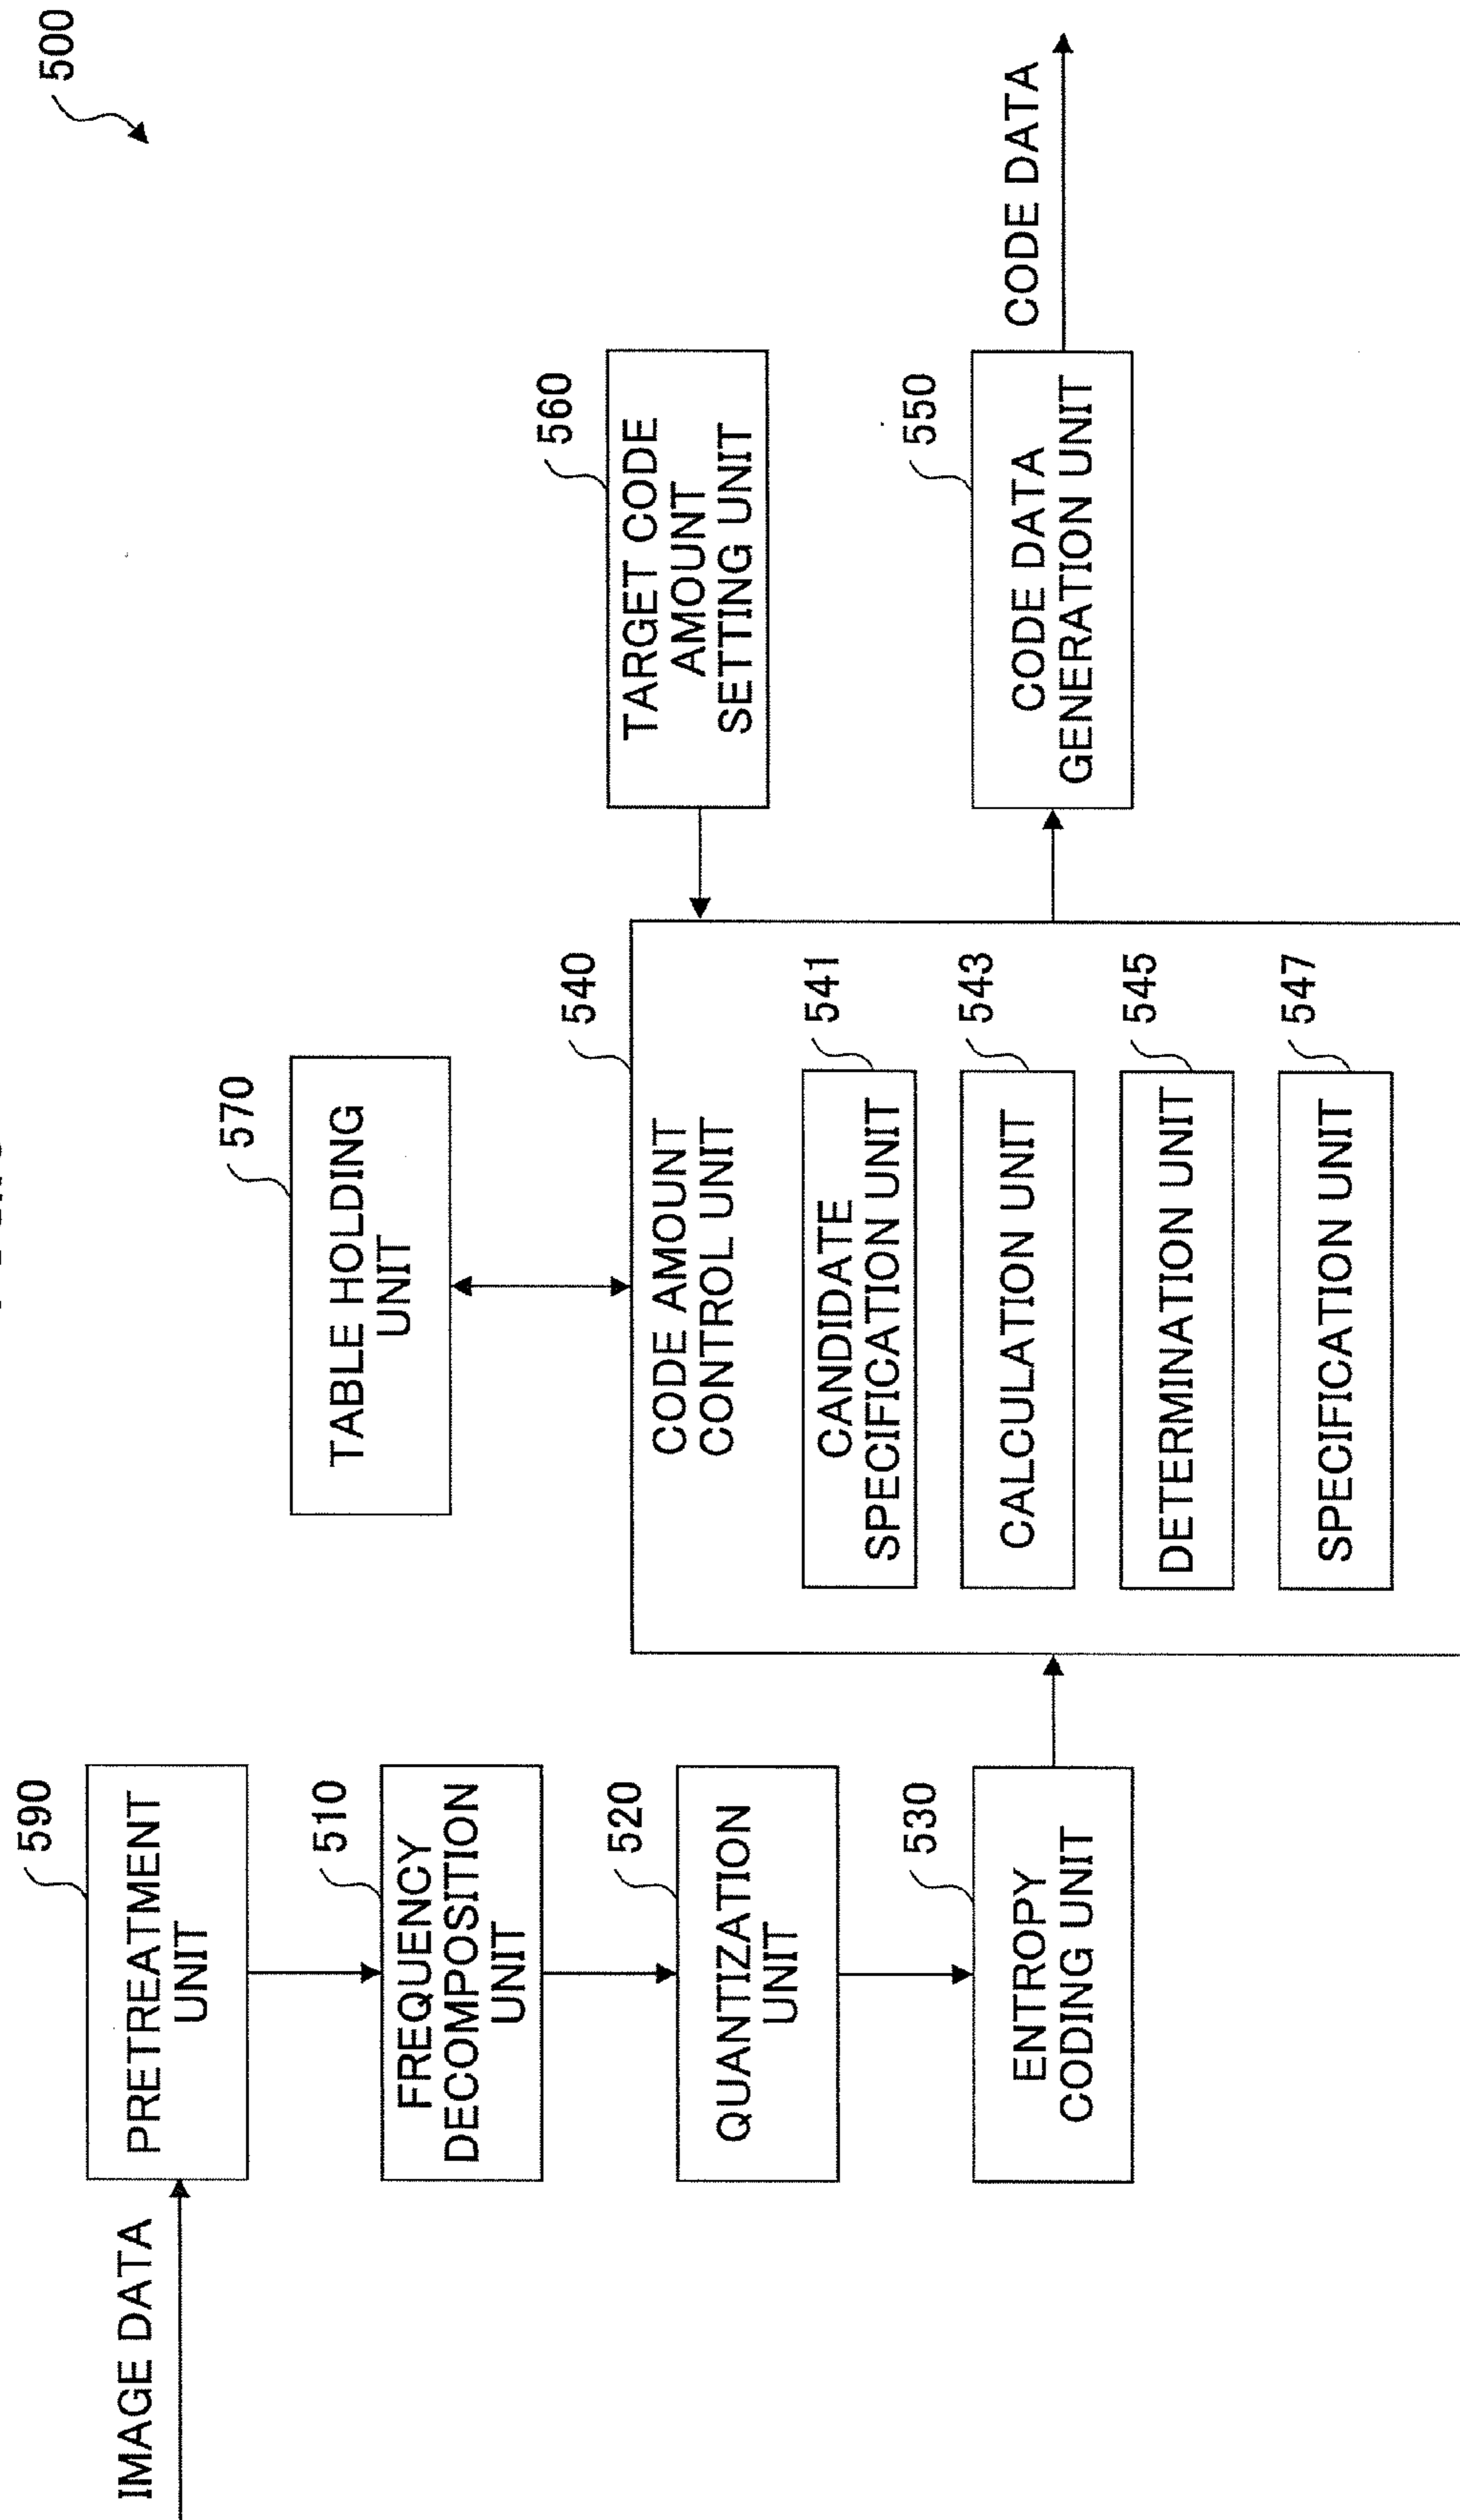 500
IMAGE DATA
590
PRETREATMENT
UNIT
510
FREQUENCY
DECOMPOSITION
UNIT
520
QUANTIZATION
UNIT
530
ENTROPY
CODING UNIT
570
TABLE HOLDING
UNIT
540
CODE AMOUNT
CONTROL UNIT
541
CANDIDATE
SPECIFICATION UNIT
543
CALCULATION UNIT
545
DETERMINATION UNIT
547
SPECIFICATION UNIT
560
TARGET CODE
AMOUNT
SETTING UNIT
550
CODE DATA
GENERATION UNIT
CODE DATA